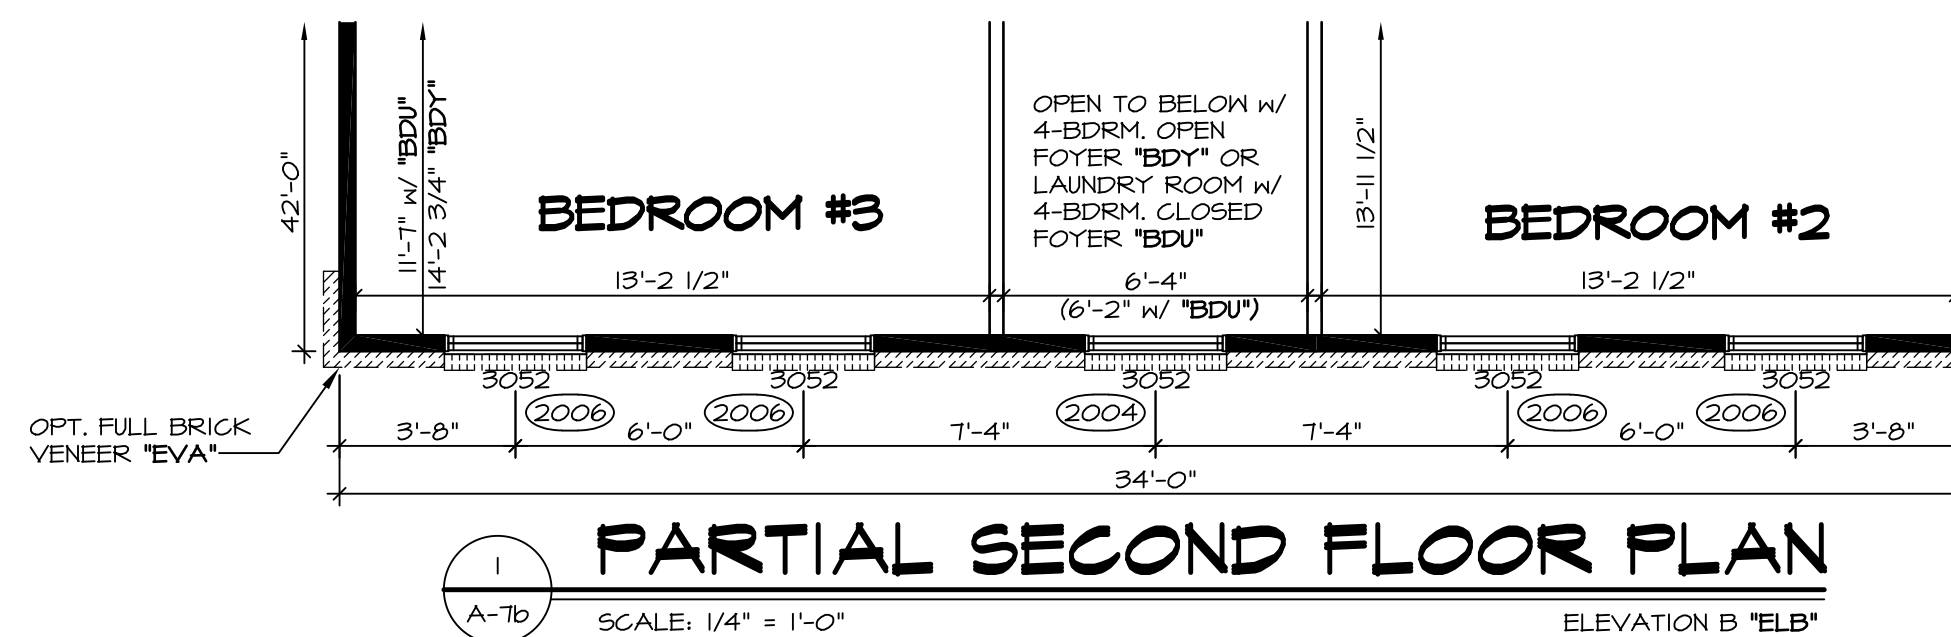 42'-0"
11'-7" w/ "BDU"
14'-2 3/4" "BDY"
BEDROOM #3
13'-2 1/2"
OPEN TO BELOW w/
4-BDRM. OPEN
FOYER "BDY" OR
LAUNDRY ROOM w/
4-BDRM. CLOSED
FOYER "BDU"
6'-4"
(6'-2" w/ "BDU")
13'-11 1/2"
BEDROOM #2
13'-2 1/2"
3052
3052
3052
3052
3052
2006
2006
2004
2006
2006
OPT. FULL BRICK
VENEER "EVA"
3'-8"
6'-0"
7'-4"
7'-4"
6'-0"
3'-8"
34'-0"
1
A-7b
PARTIAL SECOND FLOOR PLAN
SCALE: 1/4" = 1'-0"
ELEVATION B "ELB"